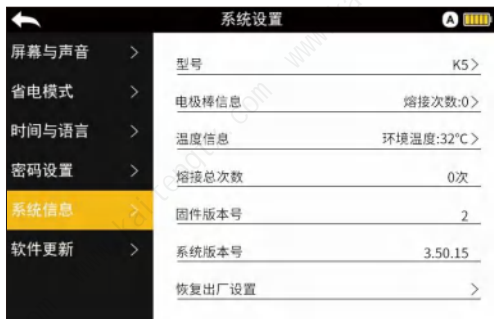 系统设置
A
屏幕与声音 >
省电模式 >
时间与语言 >
密码设置 >
系统信息 >
软件更新 >
型号 K5>
电极棒信息 熔接次数:0>
温度信息 环境温度:32°C>
熔接总次数 0次
固件版本号 2
系统版本号 3.50.15
恢复出厂设置 >